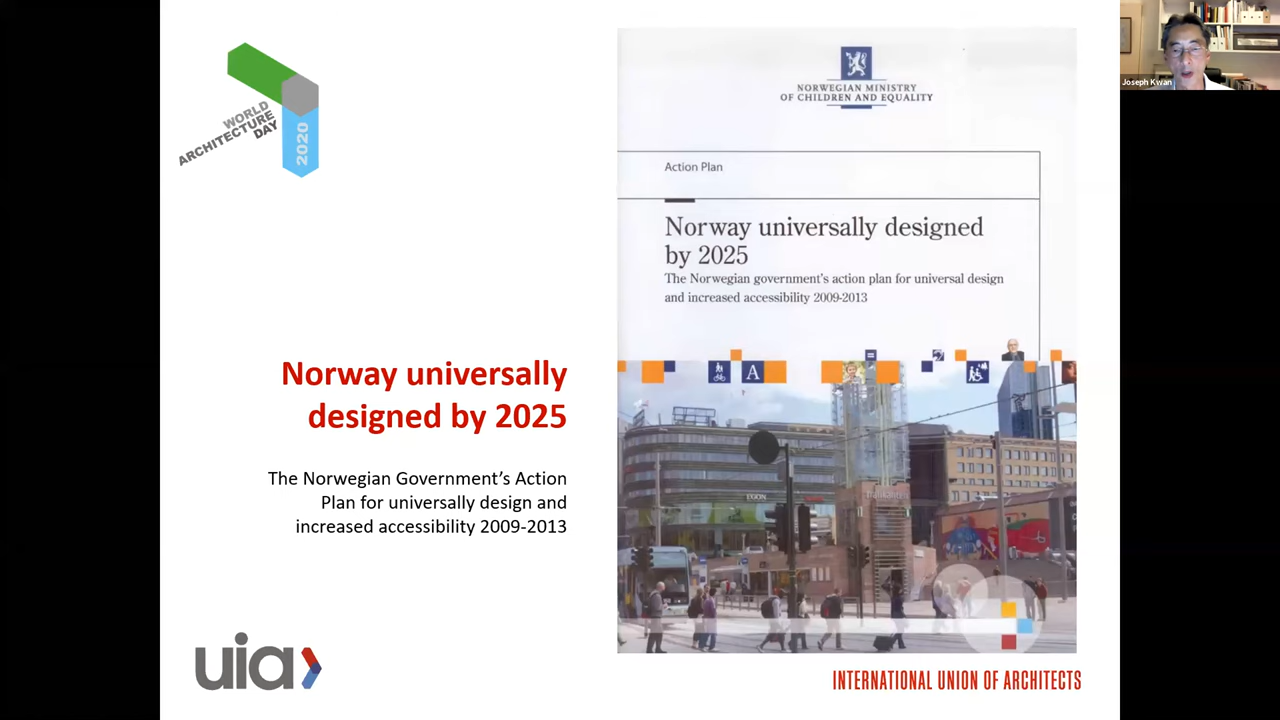 WORLD
ARCHITECTURE
DAY
2020
Norway universally
designed by 2025
The Norwegian Government’s Action
Plan for universally design and
increased accessibility 2009-2013
uia
NORWEGIAN MINISTRY
OF CHILDREN AND EQUALITY
Action Plan
Norway universally designed
by 2025
The Norwegian government's action plan for universal design
and increased accessibility 2009-2013
A
EGON
Trafikanten
INTERNATIONAL UNION OF ARCHITECTS
Joseph Kwan